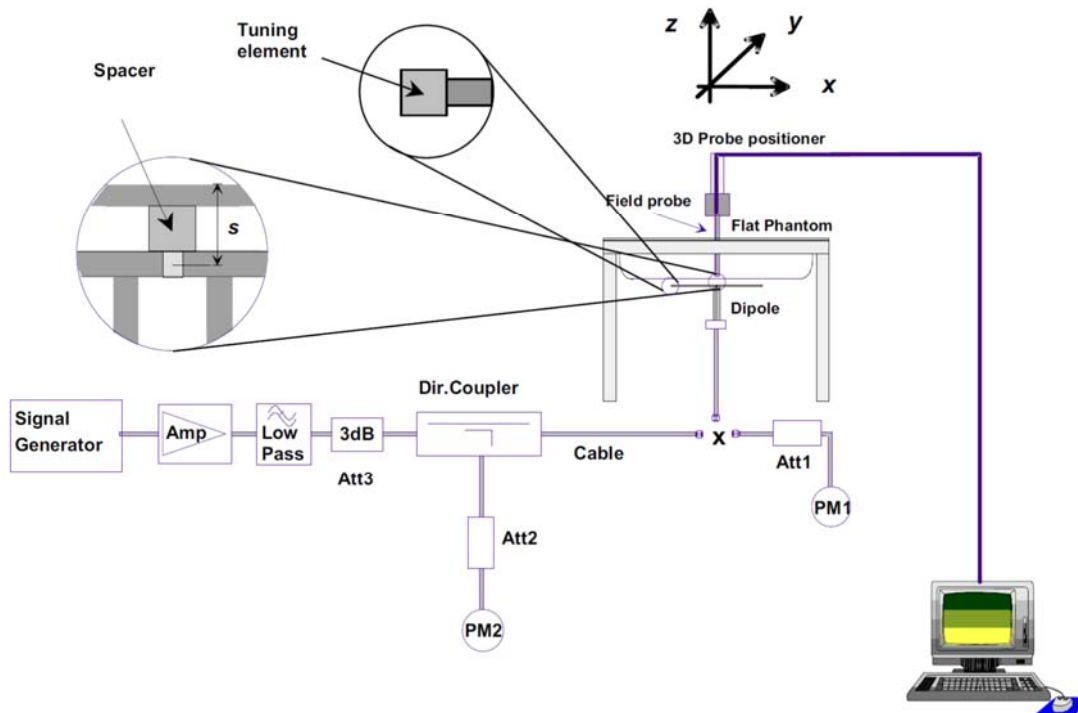 Tuning
element
Spacer
s
z
y
x
3D Probe positioner
Field probe
Flat Phantom
Dipole
Dir.Coupler
Signal
Generator
Amp
Low
Pass
3dB
Att3
Cable
x
Att1
PM1
Att2
PM2